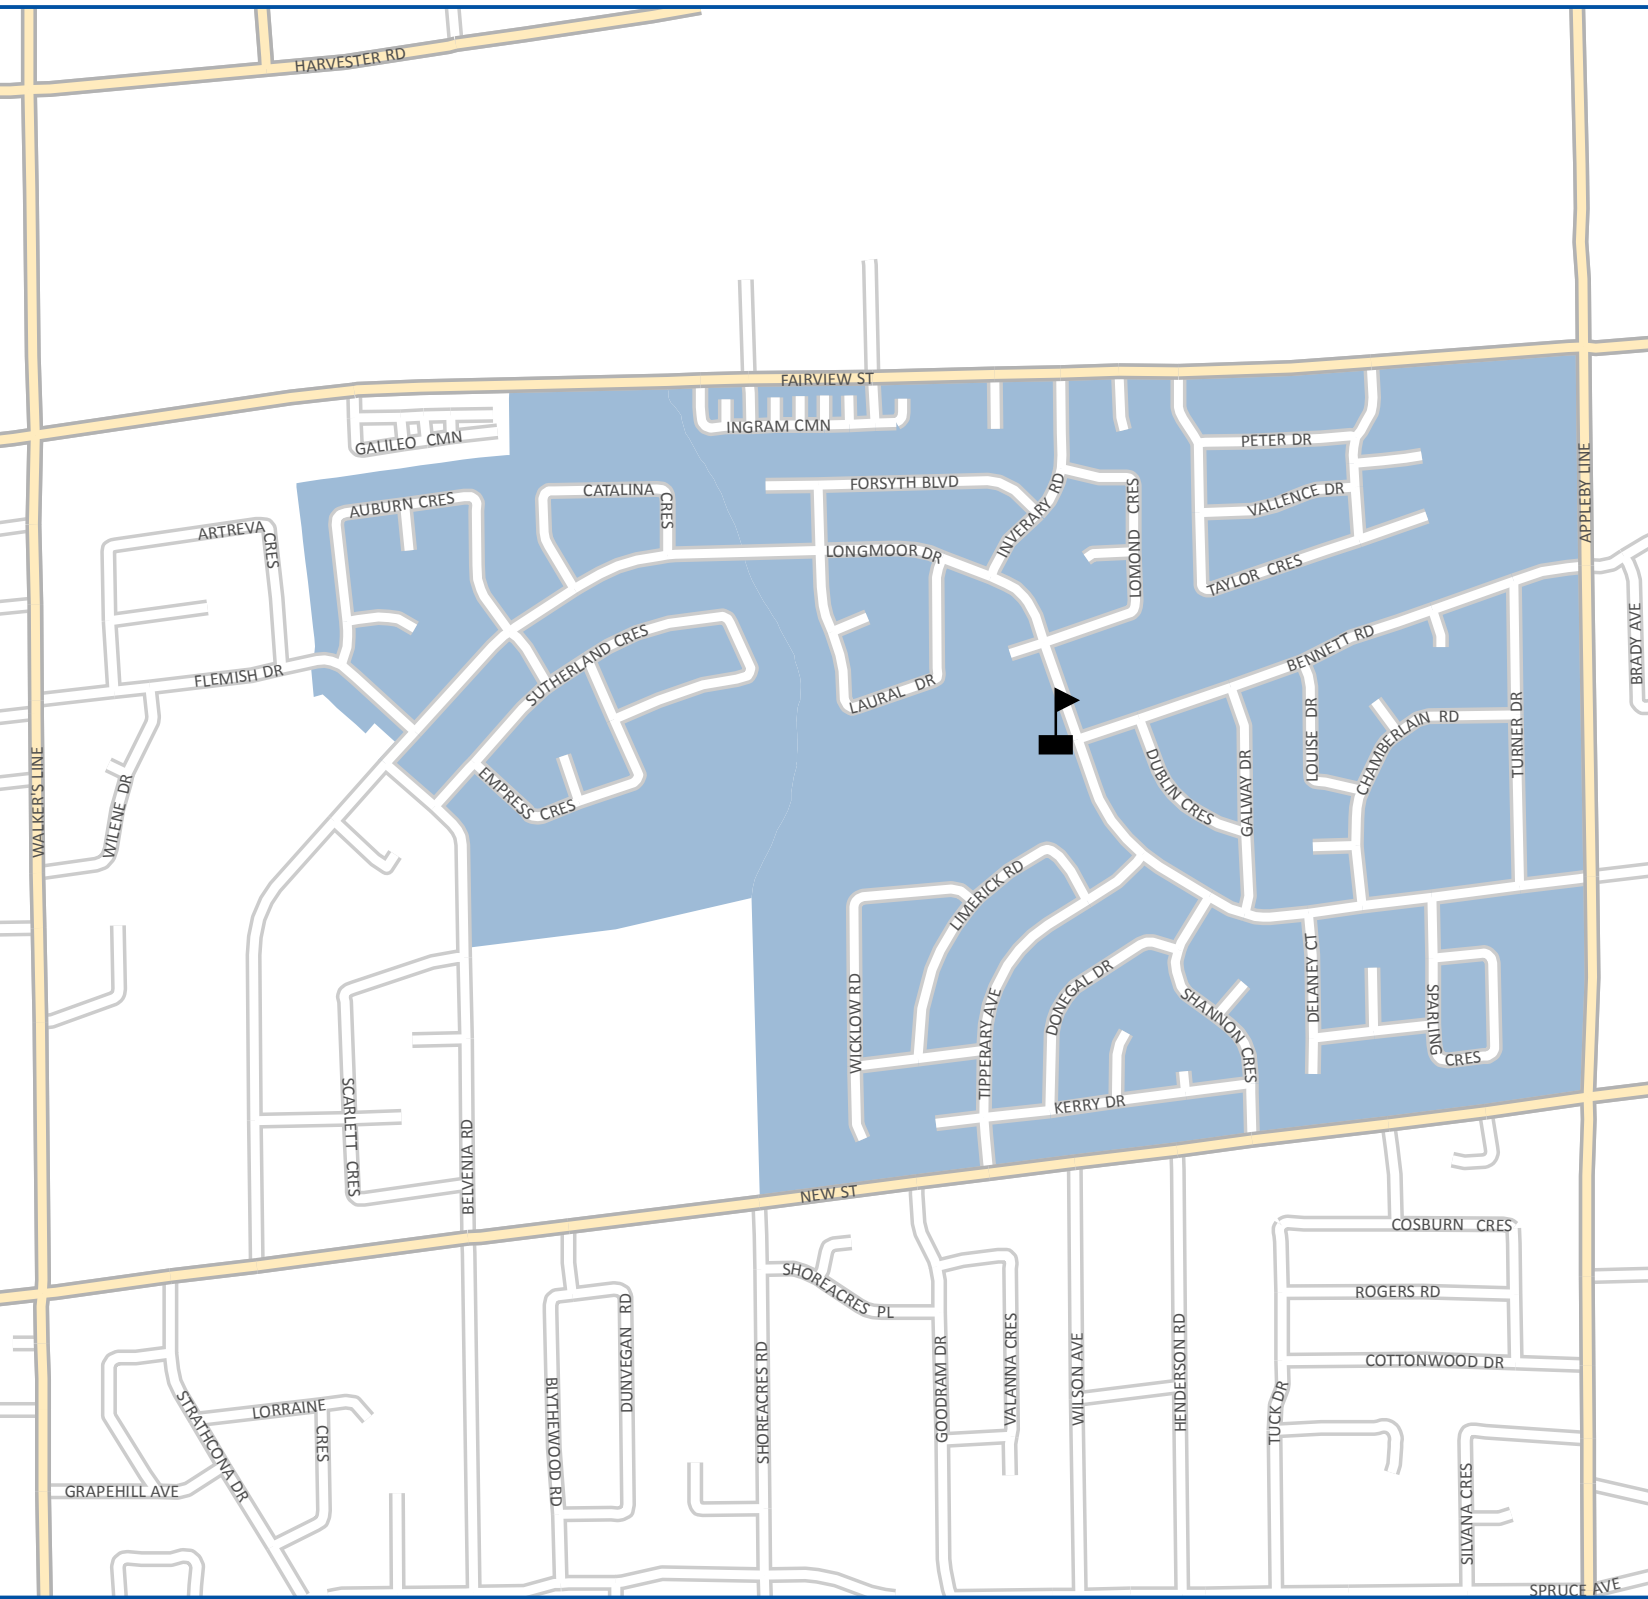 HARVESTER RD
FAIRVIEW ST
INGRAM CMN
GALILEO CMN
PETER DR
APPLEBY LINE
FORSYTH BLVD
CATALINA
CRES
AUBURN CRES
INVERARY RD
LOMOND CRES
VALLENCE DR
ARTREVA
CRES
LONGMOOR DR
TAYLOR CRES
BRADY AVE
SUTHERLAND CRES
BENNETT RD
FLEMISH DR
LAURAL DR
LOUISE DR
CHAMBERLAIN RD
TURNER DR
WALKER'S LINE
WILENE DR
EMPRESS CRES
DUBLIN CRES
GALWAY DR
LIMERICK RD
WICKLOW RD
TIPPERARY AVE
DONEGAL DR
SHANNON CRES
DELANEY CT
SPARLING
CRES
KERRY DR
SCARLETT CRES
BELVENIA RD
NEW ST
COSBURN CRES
SHOREACRES PL
ROGERS RD
DUNVEGAN RD
COTTONWOOD DR
VALANNA CRES
WILSON AVE
HENDERSON RD
GOODRAM DR
SHOREACRES RD
BLYTHEWOOD RD
TUCK DR
STRATHCONA DR
LORRAINE
CRES
GRAPEHILL AVE
SILVANA CRES
SPRUCE AVE